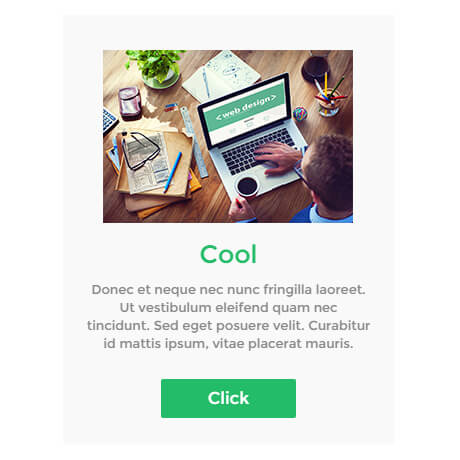 <web design>
Cool
Donec et neque nec nunc fringilla laoreet.
Ut vestibulum eleifend quam nec
tincidunt. Sed eget posuere velit. Curabitur
id mattis ipsum, vitae placerat mauris.
Click